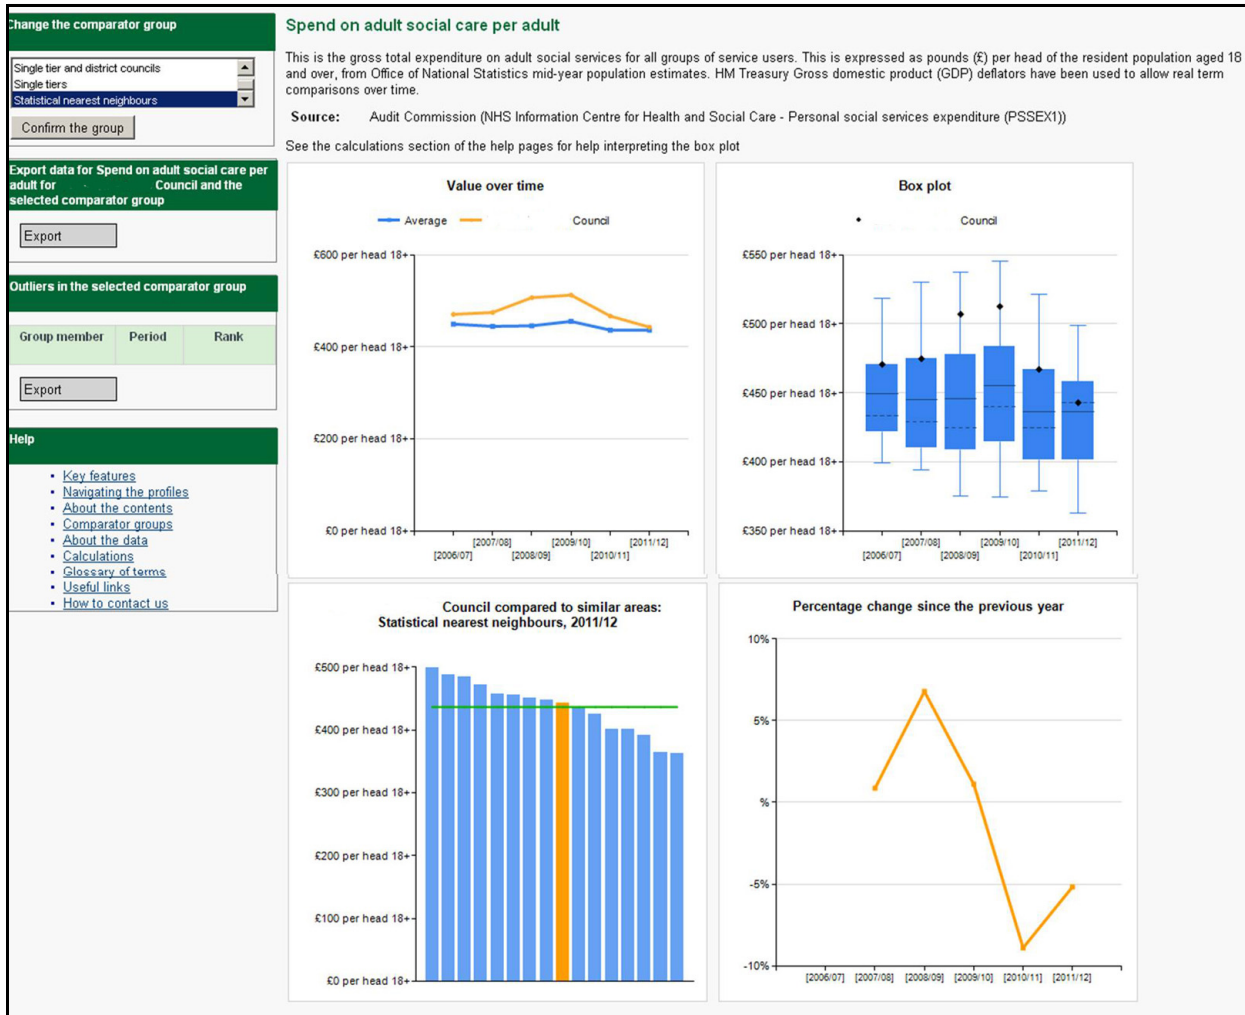 Change the comparator group
Single tier and district councils
Single tiers
Statistical nearest neighbours
Confirm the group
Export data for Spend on adult social care per
adult for Council and the
selected comparator group
Export
Outliers in the selected comparator group
Group member Period Rank
Export
Help
Key features
Navigating the profiles
About the contents
Comparator groups
About the data
Calculations
Glossary of terms
Useful links
How to contact us
Spend on adult social care per adult
This is the gross total expenditure on adult social services for all groups of service users. This is expressed as pounds (£) per head of the resident population aged 18
and over, from Office of National Statistics mid-year population estimates. HM Treasury Gross domestic product (GDP) deflators have been used to allow real term
comparisons over time.
Source: Audit Commission (NHS Information Centre for Health and Social Care - Personal social services expenditure (PSSEX1))
See the calculations section of the help pages for help interpreting the box plot
Value over time
Average Council
£600 per head 18+
£400 per head 18+
£200 per head 18+
£0 per head 18+
[2007/08] [2009/10] [2011/12]
[2006/07] [2008/09] [2010/11]
Box plot
Council
£550 per head 18+
£500 per head 18+
£450 per head 18+
£400 per head 18+
£350 per head 18+
[2007/08] [2009/10] [2011/12]
[2006/07] [2008/09] [2010/11]
Council compared to similar areas:
Statistical nearest neighbours, 2011/12
£500 per head 18+
£400 per head 18+
£300 per head 18+
£200 per head 18+
£100 per head 18+
£0 per head 18+
Percentage change since the previous year
10%
5%
%
-5%
-10%
[2006/07] [2007/08] [2008/09] [2009/10] [2010/11] [2011/12]